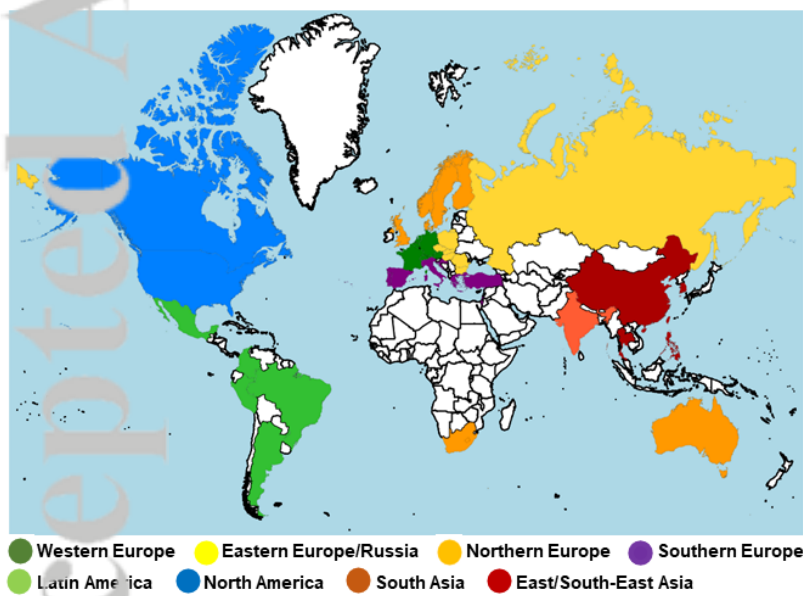 Accepted A
Western Europe Eastern Europe/Russia Northern Europe Southern Europe
Latin America North America South Asia East/South-East Asia